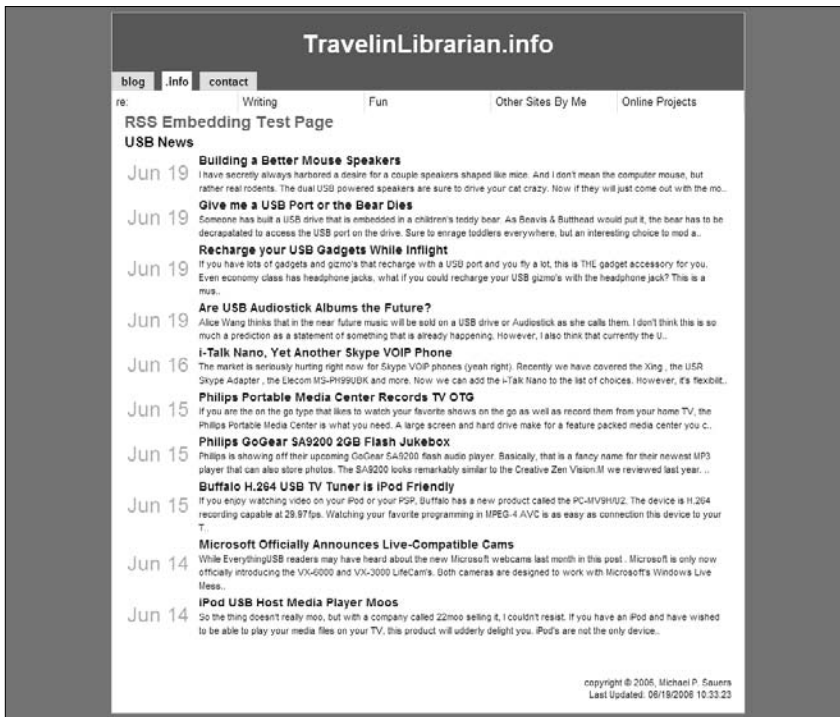 TravelinLibrarian.info
blog .info contact
re: Writing Fun Other Sites By Me Online Projects
RSS Embedding Test Page
USB News
Jun 19
Building a Better Mouse Speakers
I have secretly always harbored a desire for a couple speakers shaped like mice. And I don't mean the computer mouse, but
rather real rodents. The dual USB powered speakers are sure to drive your cat crazy. Now if they will just come out with the mo..
Jun 19
Give me a USB Port or the Bear Dies
Someone has built a USB drive that is embedded in a children's teddy bear. As Beavis & Butthead would put it, the bear has to be
decrapatated to access the USB port on the drive. Sure to enrage toddlers everywhere, but an interesting choice to mod a..
Jun 19
Recharge your USB Gadgets While Inflight
If you have lots of gadgets and gizmo's that recharge with a USB port and you fly a lot, this is THE gadget accessory for you.
Even economy class has headphone jacks, what if you could recharge your USB gizmo's with the headphone jack? This is a
mus..
Jun 19
Are USB Audiostick Albums the Future?
Alice Wang thinks that in the near future music will be sold on a USB drive or Audiostick as she calls them. I don't think this is so
much a prediction as a statement of something that is already happening. However, I also think that currently the U..
Jun 16
i-Talk Nano, Yet Another Skype VOIP Phone
The market is seriously hurting right now for Skype VOIP phones (yeah right). Recently we have covered the Xing , the USR
Skype Adapter , the Elecom MS-PH99UBK and more. Now we can add the i-Talk Nano to the list of choices. However, it's flexibilit..
Jun 15
Philips Portable Media Center Records TV OTG
If you are the on the go type that likes to watch your favorite shows on the go as well as record them from your home TV, the
Phillips Portable Media Center is what you need. A large screen and hard drive make for a feature packed media center you c..
Jun 15
Philips GoGear SA9200 2GB Flash Jukebox
Philips is showing off their upcoming GoGear SA9200 flash audio player. Basically, that is a fancy name for their newest MP3
player that can also store photos. The SA9200 looks remarkably similar to the Creative Zen Vision:M we reviewed last year. ..
Jun 15
Buffalo H.264 USB TV Tuner is iPod Friendly
If you enjoy watching video on your iPod or your PSP, Buffalo has a new product called the PC-MV9H/U2. The device is H.264
recording capable at 29.97fps. Watching your favorite programming in MPEG-4 AVC is as easy as connection this device to your
T..
Jun 14
Microsoft Officially Announces Live-Compatible Cams
While EverythingUSB readers may have heard about the new Microsoft webcams last month in this post . Microsoft is only now
officially introducing the VX-6000 and VX-3000 LifeCam's. Both cameras are designed to work with Microsoft's Windows Live
Mess..
Jun 14
iPod USB Host Media Player Moos
So the thing doesn't really moo, but with a company called 22moo selling it, I couldn't resist. If you have an iPod and have wished
to be able to play your media files on your TV, this product will udderly delight you. iPod's are not the only device..
copyright © 2006, Michael P. Sauers
Last Updated: 06/19/2006 10:33:23